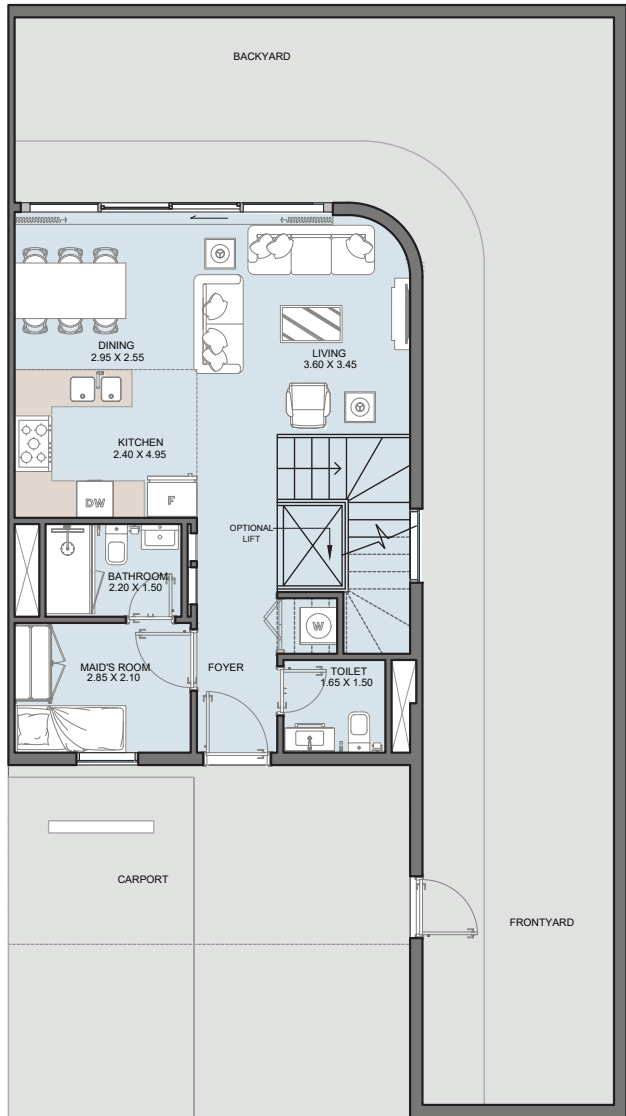 BACKYARD
DINING
2.95 X 2.55
LIVING
3.60 X 3.45
KITCHEN
2.40 X 4.95
DW
F
OPTIONAL
LIFT
BATHROOM
2.20 X 1.50
W
MAID'S ROOM
2.85 X 2.10
FOYER
TOILET
1.65 X 1.50
CARPORT
FRONTYARD